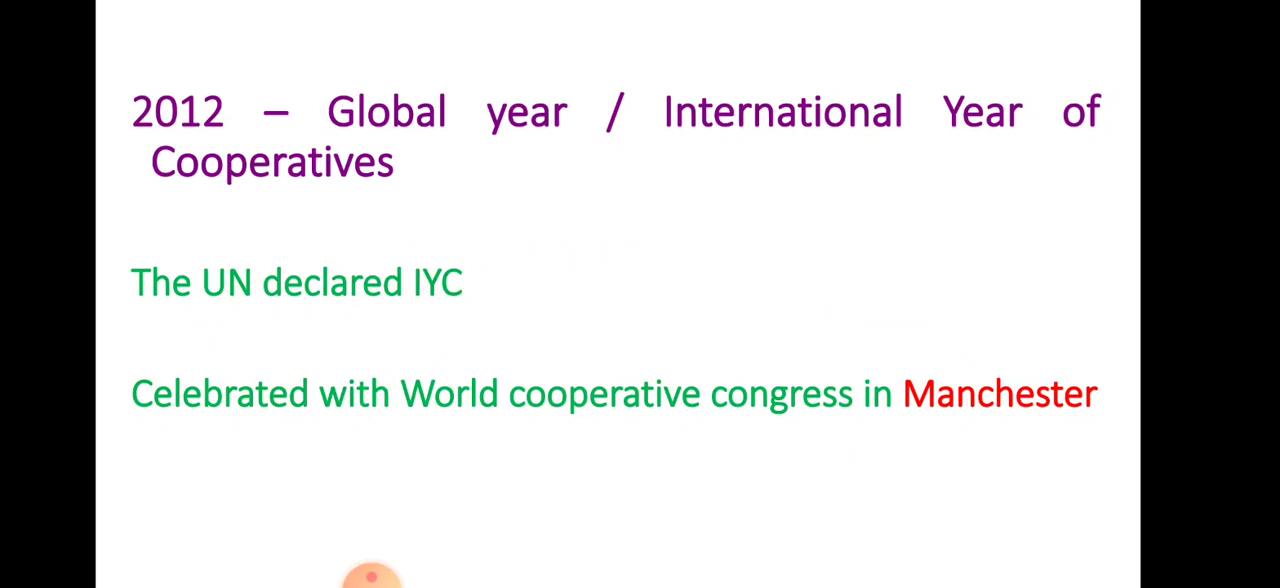 2012 – Global year / International Year of
Cooperatives
The UN declared IYC
Celebrated with World cooperative congress in Manchester